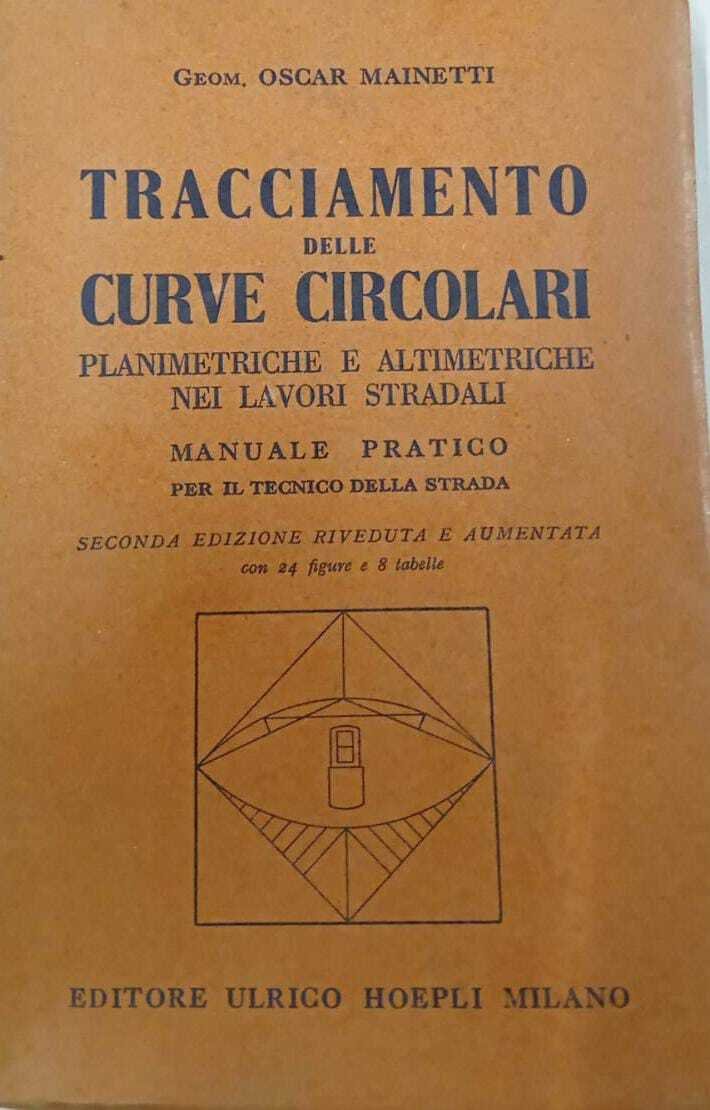 GEOM. OSCAR MAINETTI
TRACCIAMENTO
DELLE
CURVE CIRCOLARI
PLANIMETRICHE E ALTIMETRICHE
NEI LAVORI STRADALI
MANUALE PRATICO
PER IL TECNICO DELLA STRADA
SECONDA EDIZIONE RIVEDUTA E AUMENTATA
con 24 figure e 8 tabelle
EDITORE ULRICO HOEPLI MILANO